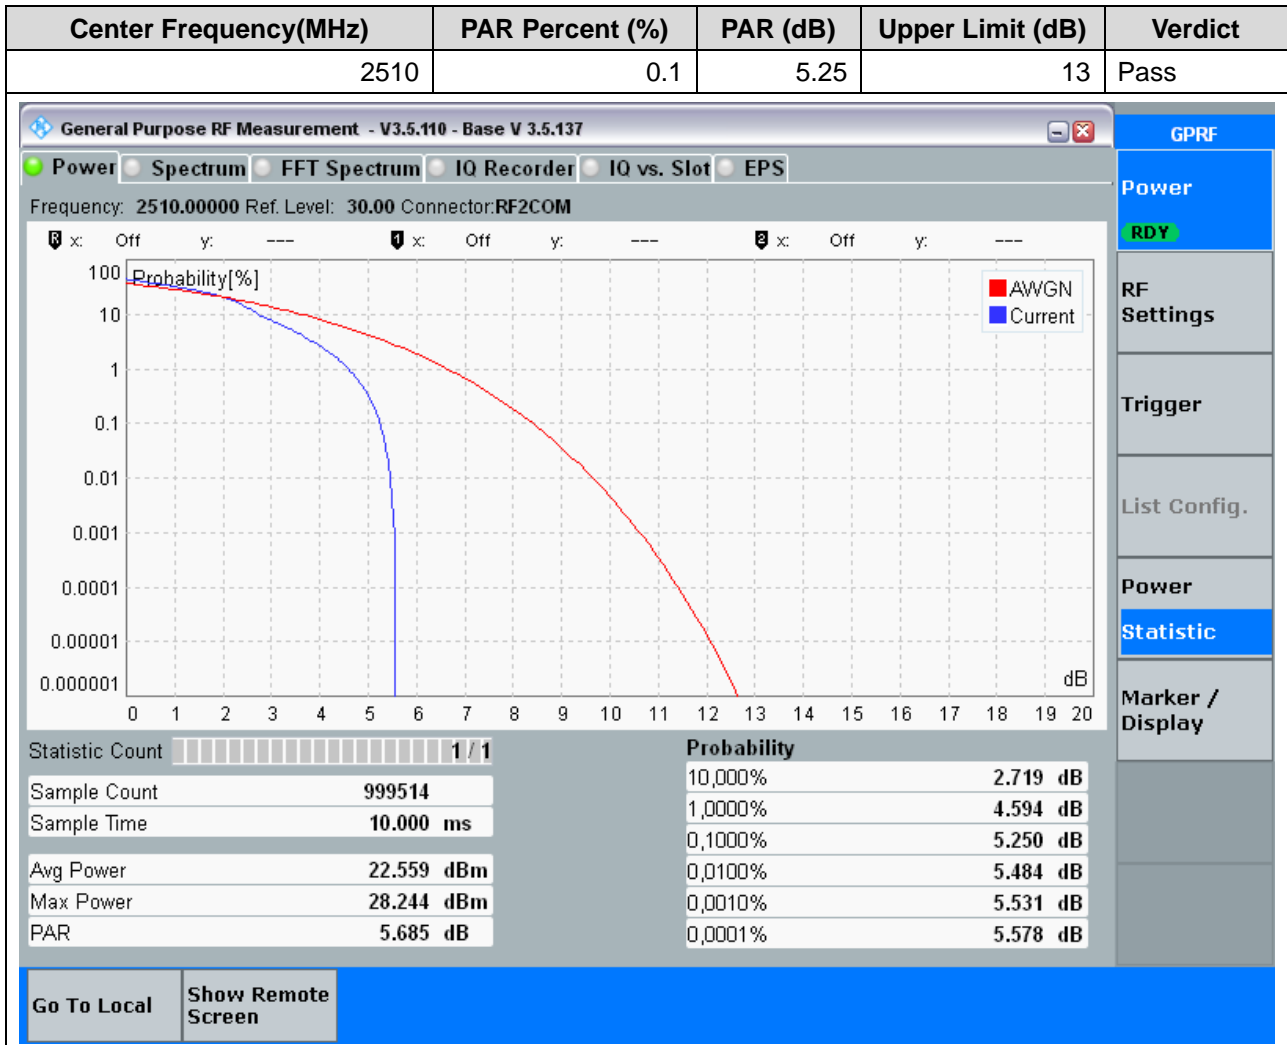 Center Frequency(MHz) PAR Percent (%) PAR (dB) Upper Limit (dB) Verdict
2510 0.1 5.25 13 Pass
General Purpose RF Measurement - V3.5.110 - Base V 3.5.137
GPRF
Power Spectrum FFT Spectrum IQ Recorder IQ vs. Slot EPS
Power
RDY
Frequency: 2510.00000 Ref. Level: 30.00 Connector:RF2COM
R x: Off y: --- 1 x: Off y: --- 2 x: Off y: ---
Probability[%]
AWGN
Current
100
10
1
0.1
0.01
0.001
0.0001
0.00001
0.000001
dB
0 1 2 3 4 5 6 7 8 9 10 11 12 13 14 15 16 17 18 19 20
RF
Settings
Trigger
List Config.
Power
Statistic
Marker /
Display
Statistic Count 1 / 1
Sample Count 999514
Sample Time 10.000 ms
Avg Power 22.559 dBm
Max Power 28.244 dBm
PAR 5.685 dB
Probability
10,000% 2.719 dB
1,0000% 4.594 dB
0,1000% 5.250 dB
0,0100% 5.484 dB
0,0010% 5.531 dB
0,0001% 5.578 dB
Go To Local
Show Remote
Screen